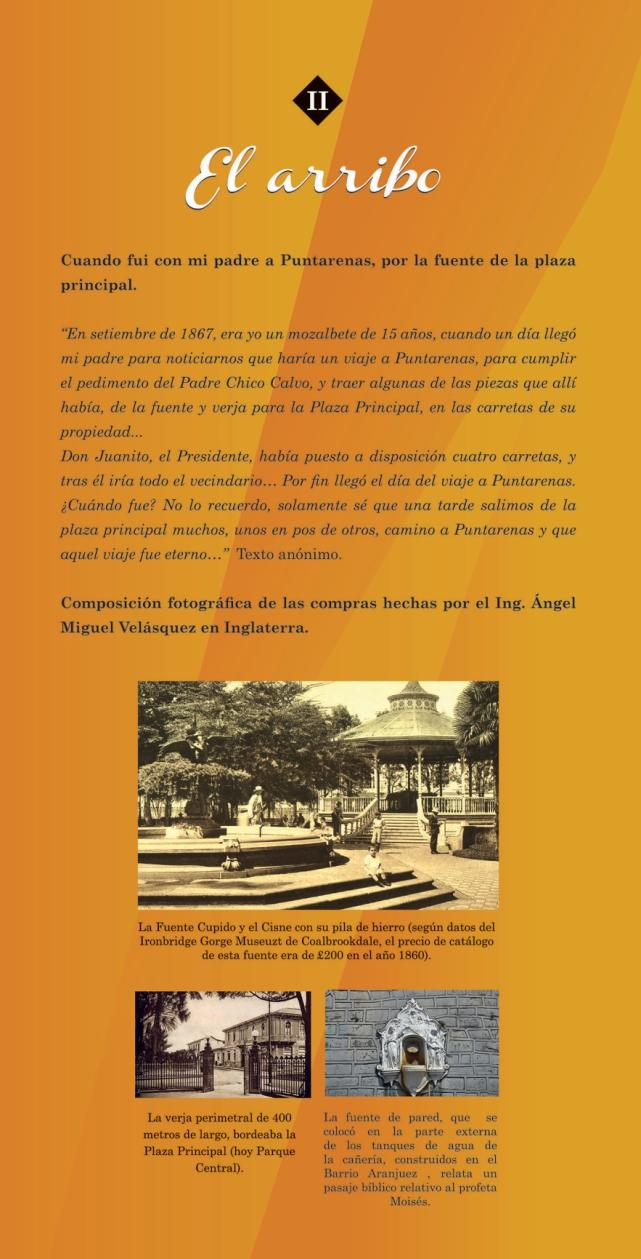 II
El arribo
Cuando fui con mi padre a Puntarenas, por la fuente de la plaza
principal.
“En setiembre de 1867, era yo un mozalbete de 15 años, cuando un día llegó
mi padre para noticiarnos que haría un viaje a Puntarenas, para cumplir
el pedimento del Padre Chico Calvo, y traer algunas de las piezas que allí
había, de la fuente y verja para la Plaza Principal, en las carretas de su
propiedad...
Don Juanito, el Presidente, había puesto a disposición cuatro carretas, y
tras él iría todo el vecindario… Por fin llegó el día del viaje a Puntarenas.
¿Cuándo fue? No lo recuerdo, solamente sé que una tarde salimos de la
plaza principal muchos, unos en pos de otros, camino a Puntarenas y que
aquel viaje fue eterno…” Texto anónimo.
Composición fotográfica de las compras hechas por el Ing. Ángel
Miguel Velásquez en Inglaterra.
La Fuente Cupido y el Cisne con su pila de hierro (según datos del
Ironbridge Gorge Museuzt de Coalbrookdale, el precio de catálogo
de esta fuente era de £200 en el año 1860).
La verja perimetral de 400
metros de largo, bordeaba la
Plaza Principal (hoy Parque
Central).
La fuente de pared, que se
colocó en la parte externa
de los tanques de agua de
la cañería, construidos en el
Barrio Aranjuez , relata un
pasaje bíblico relativo al profeta
Moisés.